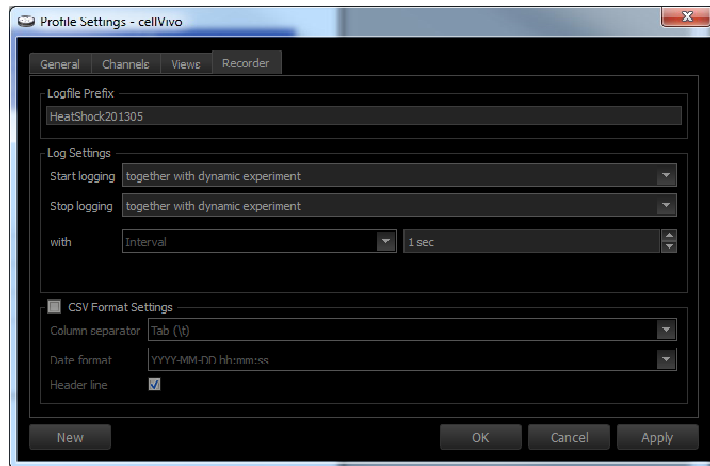 Profile Settings - cellVivo
General Channels Views Recorder
Logfile Prefix
HeatShock201305
Log Settings
Start logging together with dynamic experiment
Stop logging together with dynamic experiment
with Interval 1 sec
CSV Format Settings
Column separator Tab (\t)
Date format YYYY-MM-DD hh:mm:ss
Header line
New OK Cancel Apply